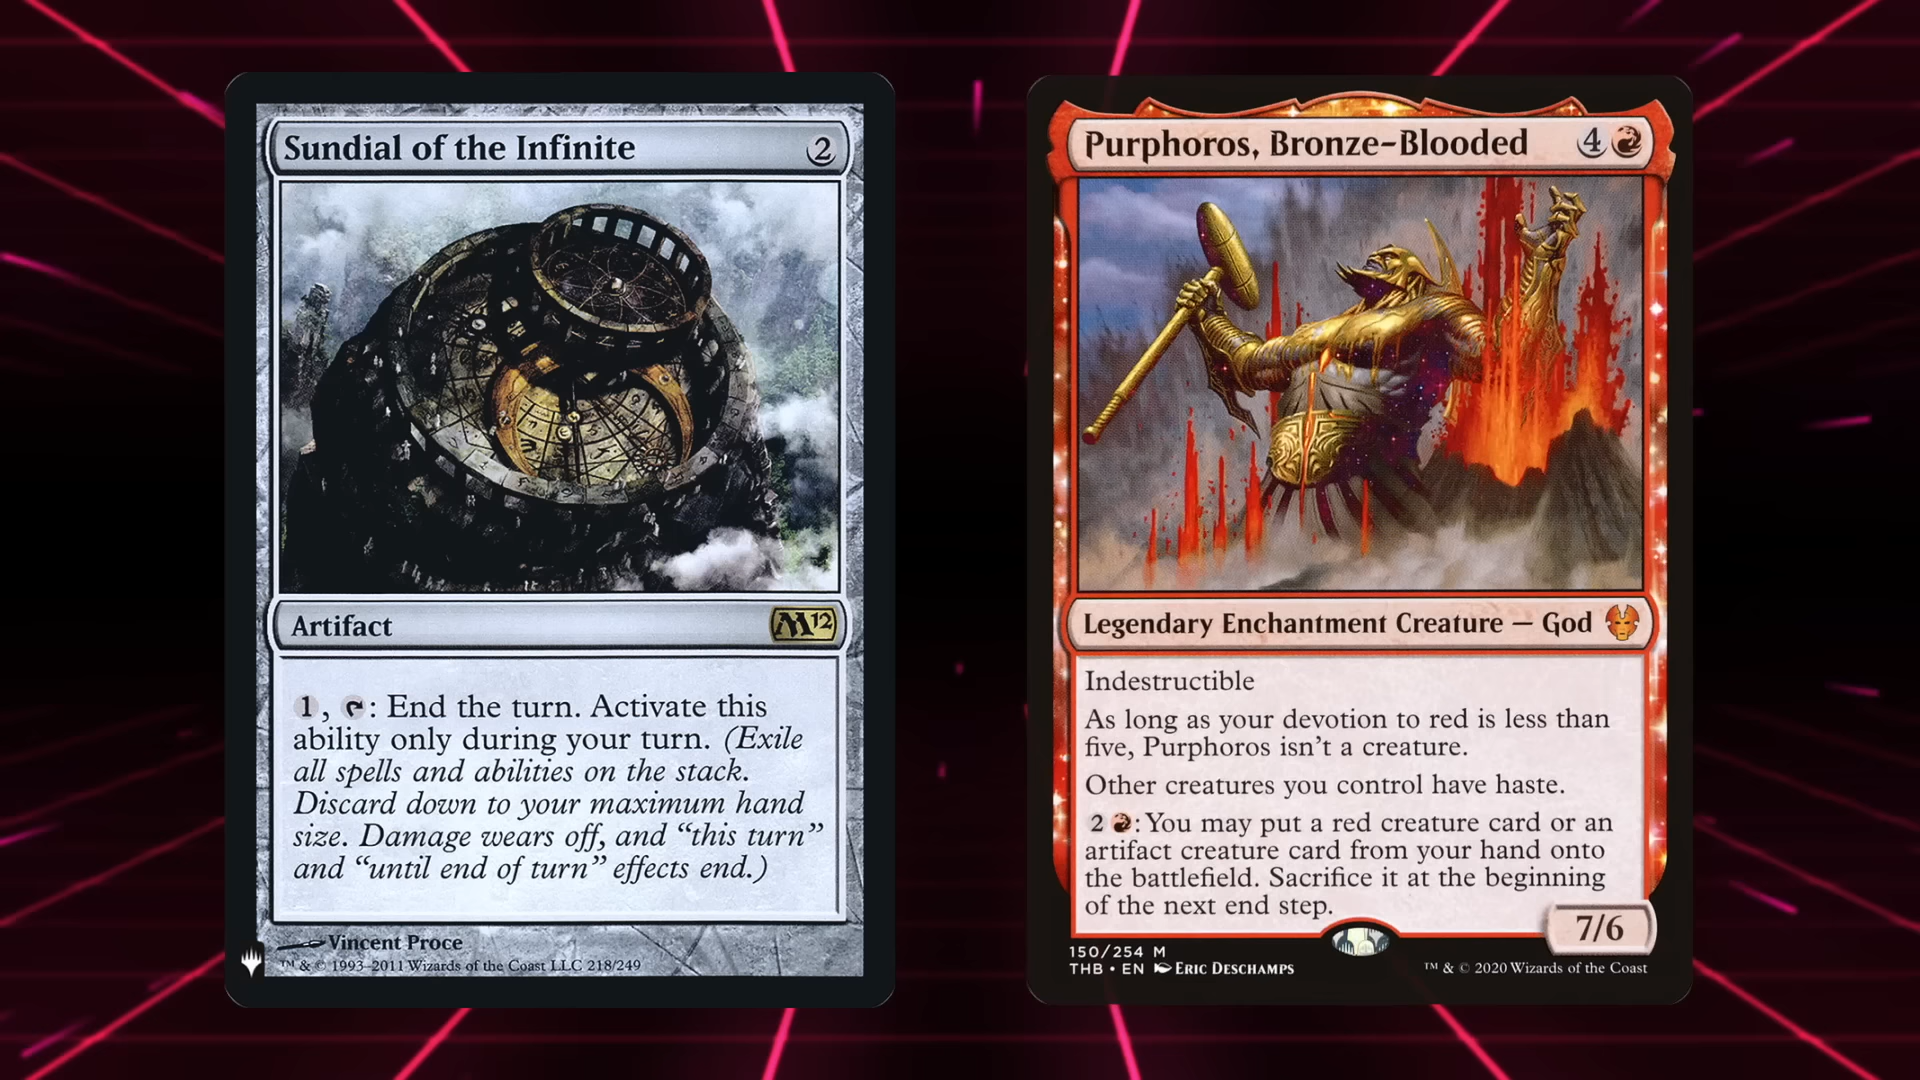 Sundial of the Infinite 2
Artifact
M12
1, : End the turn. Activate this
ability only during your turn. (Exile
all spells and abilities on the stack.
Discard down to your maximum hand
size. Damage wears off, and “this turn”
and “until end of turn” effects end.)
Vincent Proce
™ & © 1993–2011 Wizards of the Coast LLC 218/249
Purphoros, Bronze-Blooded 4
Legendary Enchantment Creature — God
Indestructible
As long as your devotion to red is less than
five, Purphoros isn’t a creature.
Other creatures you control have haste.
2 : You may put a red creature card or an
artifact creature card from your hand onto
the battlefield. Sacrifice it at the beginning
of the next end step.
7/6
150/254 M
THB • EN Eric Deschamps
™ & © 2020 Wizards of the Coast